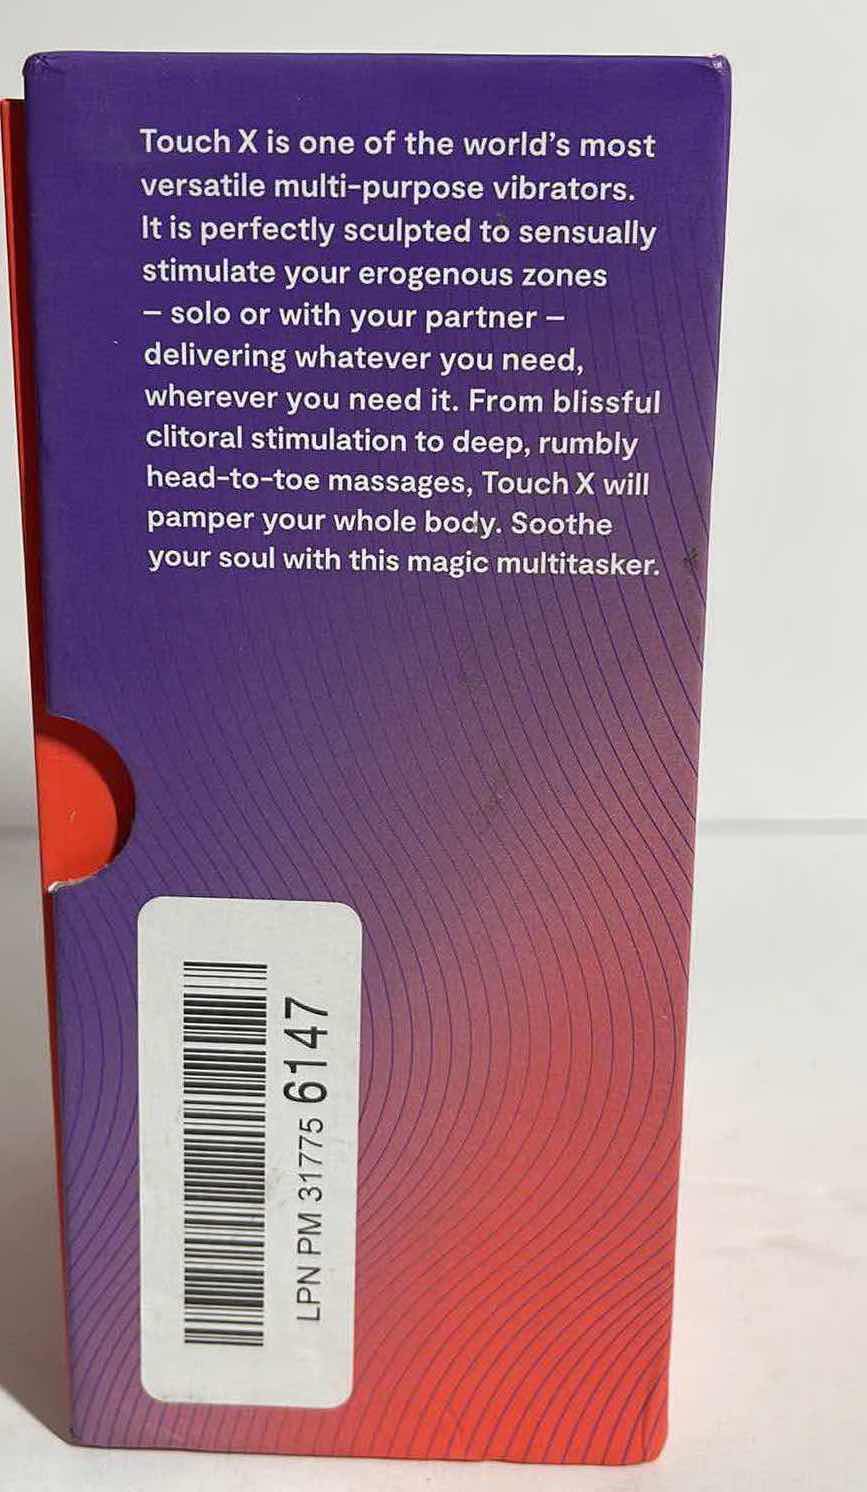 Touch X is one of the world's most
versatile multi-purpose vibrators.
It is perfectly sculpted to sensually
stimulate your erogenous zones
– solo or with your partner –
delivering whatever you need,
wherever you need it. From blissful
clitoral stimulation to deep, rumbly
head-to-toe massages, Touch X will
pamper your whole body. Soothe
your soul with this magic multitasker.
LPN PM 31775 6147